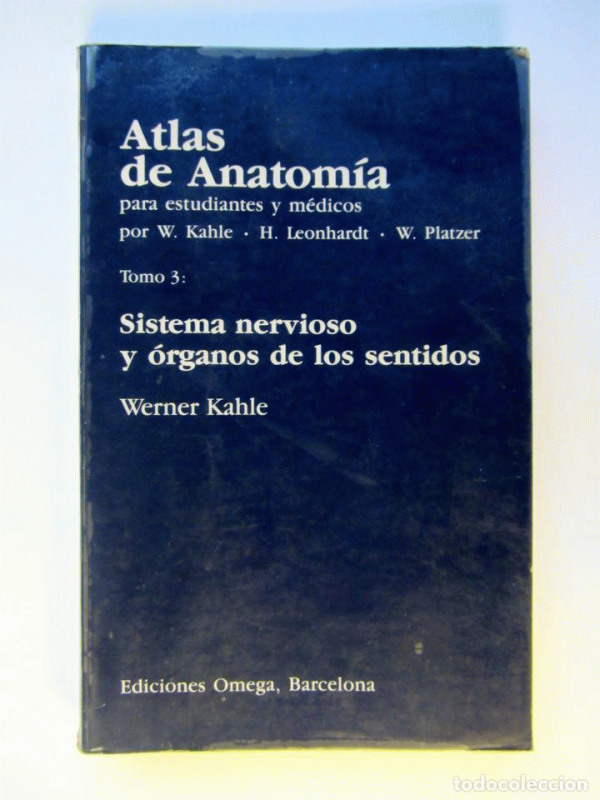 Atlas
de Anatomía
para estudiantes y médicos
por W. Kahle · H. Leonhardt · W. Platzer
Tomo 3:
Sistema nervioso
y órganos de los sentidos
Werner Kahle
Ediciones Omega, Barcelona
todocoleccion